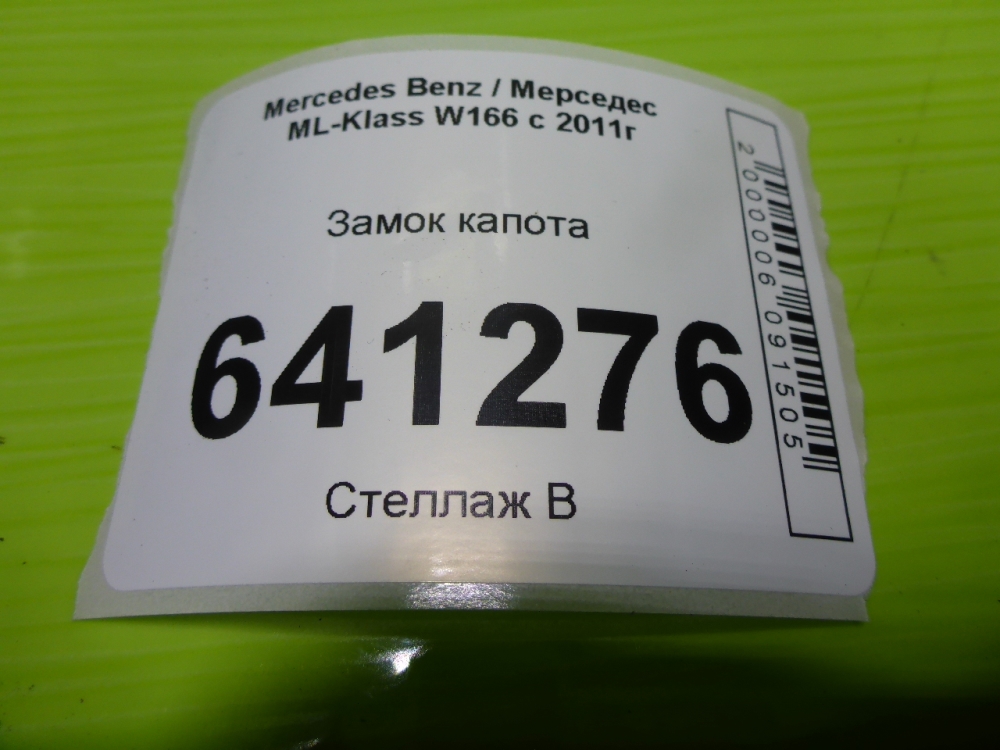 Mercedes Benz / Мерседес
ML-Klass W166 с 2011г
Замок капота
641276
Стеллаж В
2000006091505